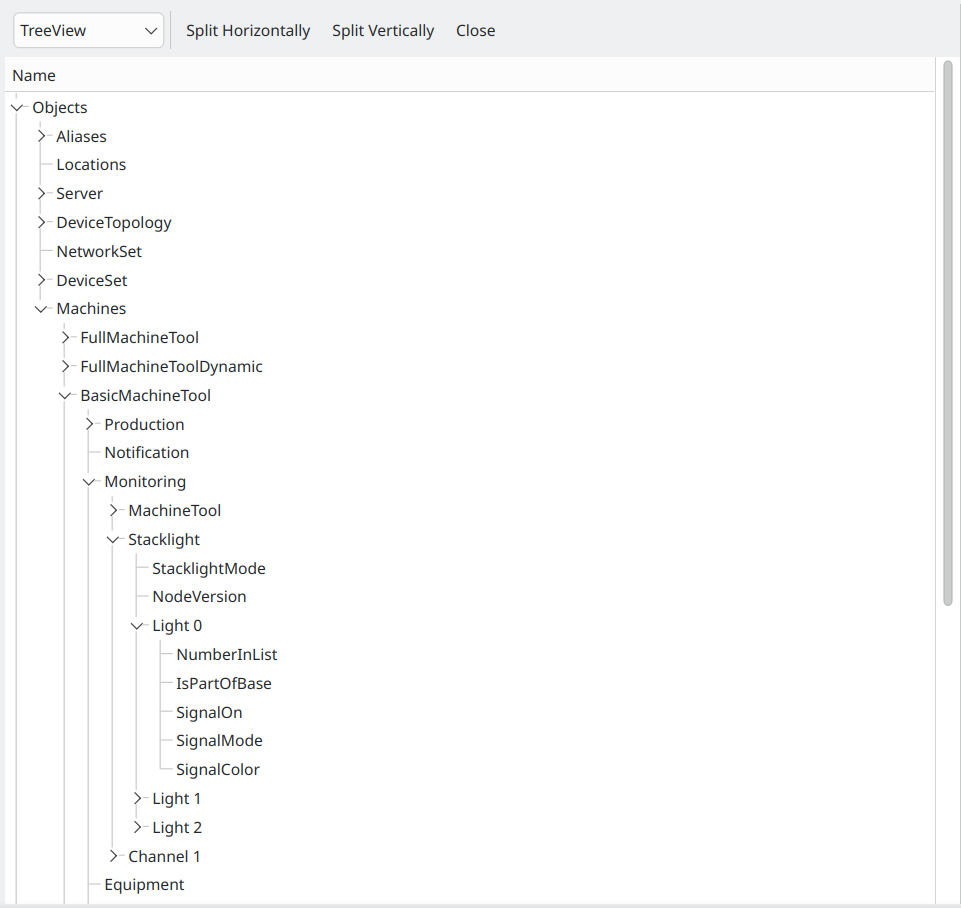 TreeView Split Horizontally Split Vertically Close
Name
Objects
Aliases
Locations
Server
DeviceTopology
NetworkSet
DeviceSet
Machines
FullMachineTool
FullMachineToolDynamic
BasicMachineTool
Production
Notification
Monitoring
MachineTool
Stacklight
StacklightMode
NodeVersion
Light 0
NumberInList
IsPartOfBase
SignalOn
SignalMode
SignalColor
Light 1
Light 2
Channel 1
Equipment